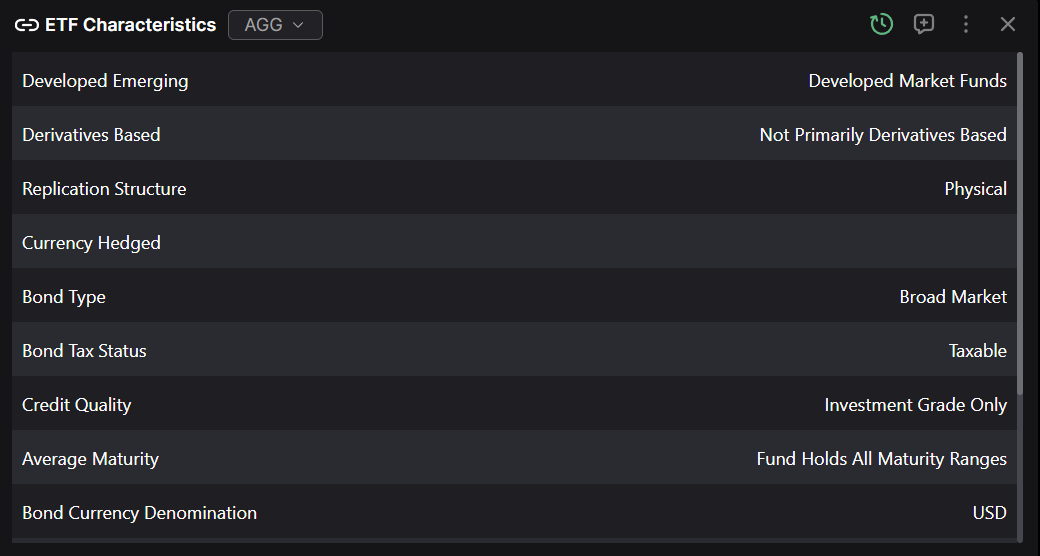 ETF Characteristics AGG
Developed Emerging Developed Market Funds
Derivatives Based Not Primarily Derivatives Based
Replication Structure Physical
Currency Hedged
Bond Type Broad Market
Bond Tax Status Taxable
Credit Quality Investment Grade Only
Average Maturity Fund Holds All Maturity Ranges
Bond Currency Denomination USD